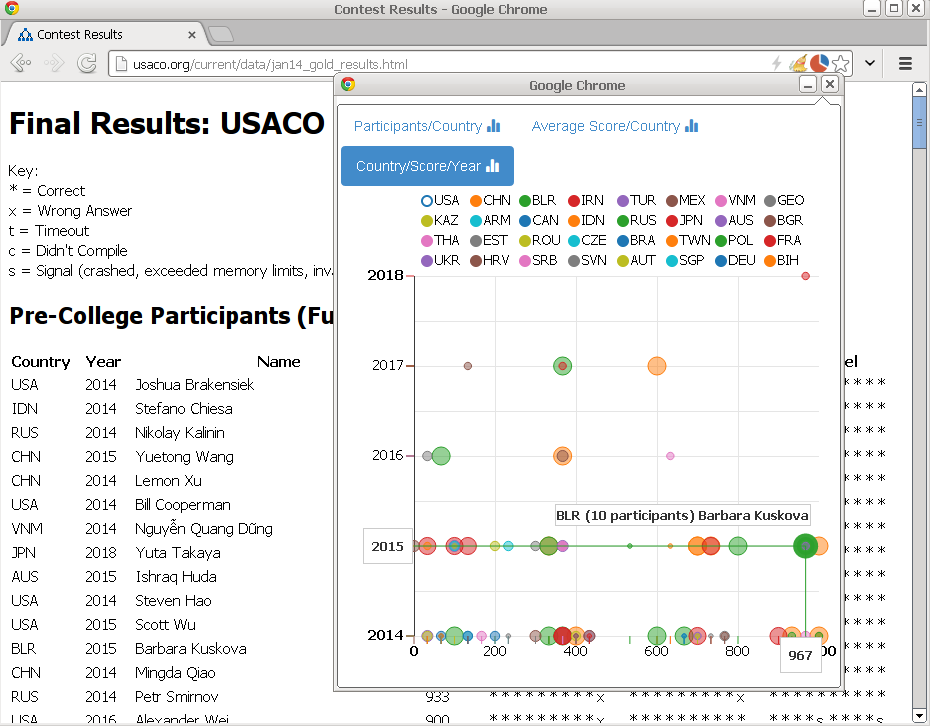 Contest Results - Google Chrome
Contest Results
usaco.org/current/data/jan14_gold_results.html
Final Results: USACO
Key:
* = Correct
x = Wrong Answer
t = Timeout
c = Didn't Compile
s = Signal (crashed, exceeded memory limits, inv
Pre-College Participants (Fu
Country Year Name el
USA 2014 Joshua Brakensiek ****
IDN 2014 Stefano Chiesa ****
RUS 2014 Nikolay Kalinin ****
CHN 2015 Yuetong Wang ****
CHN 2014 Lemon Xu ****
USA 2014 Bill Cooperman ****
VNM 2014 Nguyễn Quang Dũng ****
JPN 2018 Yuta Takaya ****
AUS 2015 Ishraq Huda ****
USA 2014 Steven Hao ****
USA 2015 Scott Wu ****
BLR 2015 Barbara Kuskova ****
CHN 2014 Mingda Qiao ****
RUS 2014 Petr Smirnov 933 * * * * * * * * x * * * * * * * * x * * * *
USA 2016 Alexander Wei 900
Google Chrome
Participants/Country
Average Score/Country
Country/Score/Year
USA CHN BLR IRN TUR MEX VNM GEO
KAZ ARM CAN IDN RUS JPN AUS BGR
THA EST ROU CZE BRA TWN POL FRA
UKR HRV SRB SVN AUT SGP DEU BIH
2018
2017
2016
BLR (10 participants) Barbara Kuskova
2015
2014
0 200 400 600 800 00
967